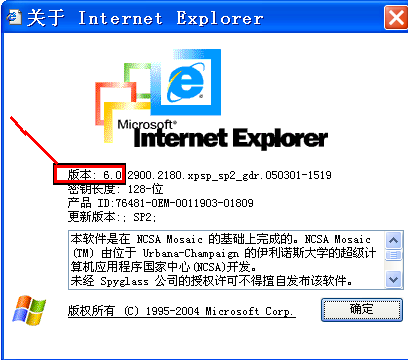 关于 Internet Explorer
Microsoft®
Internet Explorer
版本: 6.0.2900.2180.xpsp_sp2_gdr.050301-1519
密钥长度: 128-位
产品 ID:76481-OEM-0011903-01809
更新版本:; SP2;
本软件是在 NCSA Mosaic 的基础上完成的。NCSA Mosaic
(TM) 由位于 Urbana-Champaign 的伊利诺斯大学的超级计
算机应用程序国家中心(NCSA)开发。
未经 Spyglass 公司的授权许可不得擅自发布该软件。
版权所有 (C) 1995-2004 Microsoft Corp.
确定